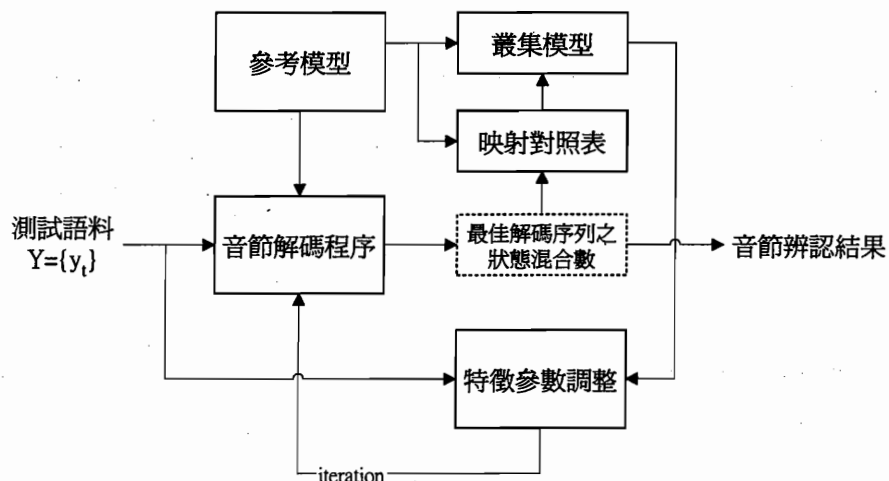 參考模型
叢集模型
映射對照表
測試語料
Y={y_t}
音節解碼程序
最佳解碼序列之
狀態混合數
音節辨認結果
特徵參數調整
iteration